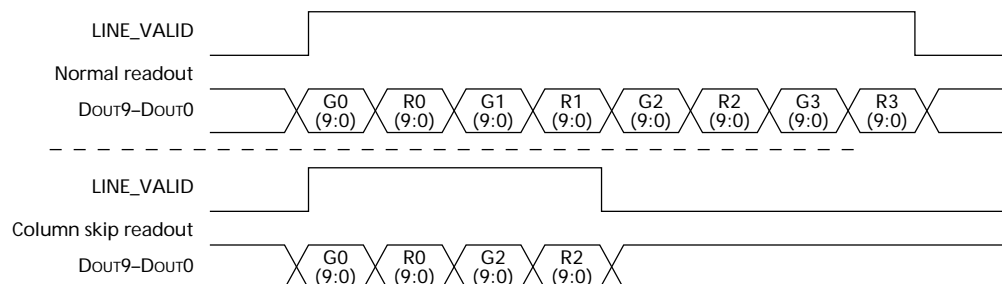 LINE_VALID
Normal readout
DOUT9–DOUT0
G0 R0 G1 R1 G2 R2 G3 R3
(9:0) (9:0) (9:0) (9:0) (9:0) (9:0) (9:0) (9:0)
LINE_VALID
Column skip readout
DOUT9–DOUT0
G0 R0 G2 R2
(9:0) (9:0) (9:0) (9:0)